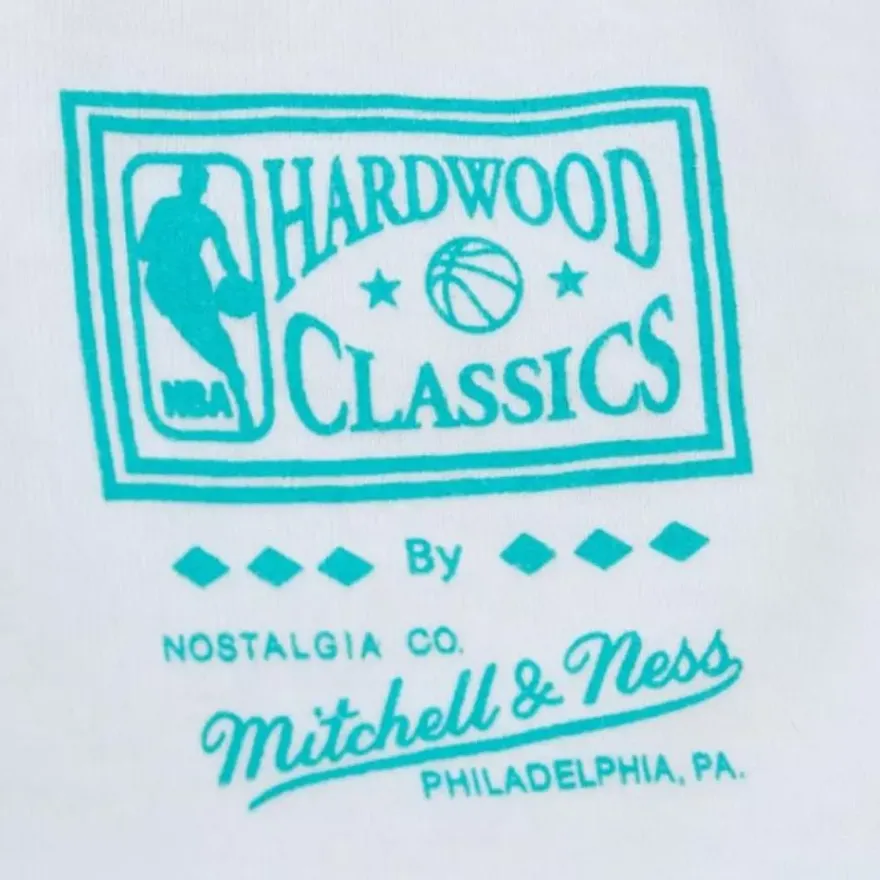 HARDWOOD
CLASSICS
NBA
By
NOSTALGIA CO.
Mitchell & Ness
PHILADELPHIA, PA.